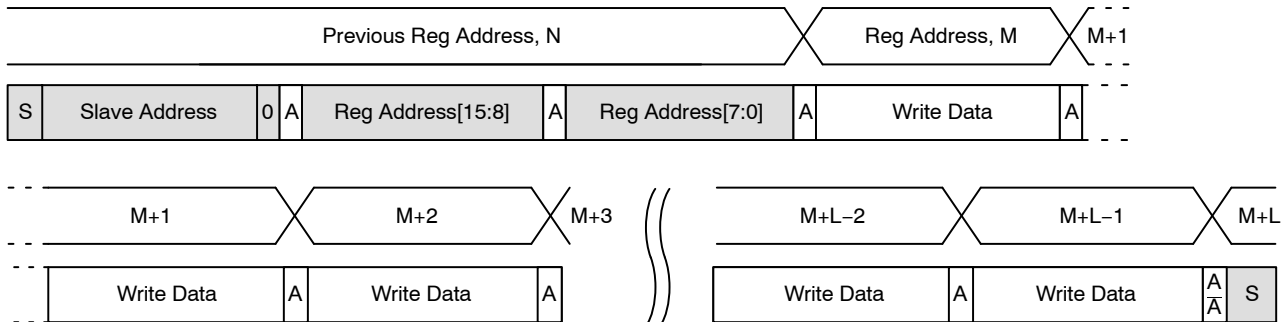 Previous Reg Address, N Reg Address, M M+1
S Slave Address 0 A Reg Address[15:8] A Reg Address[7:0] A Write Data A
M+1 M+2 M+3 M+L−2 M+L−1 M+L
Write Data A Write Data A Write Data A Write Data A A̅ S